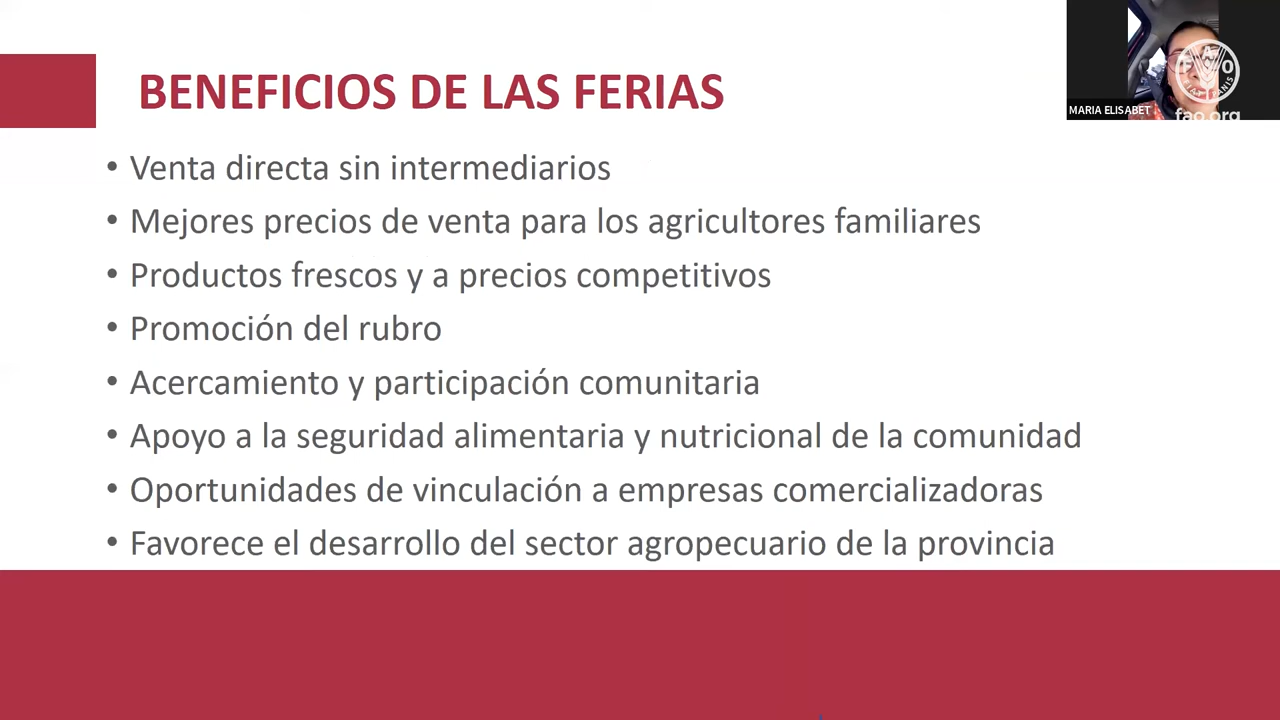 BENEFICIOS DE LAS FERIAS
• Venta directa sin intermediarios
• Mejores precios de venta para los agricultores familiares
• Productos frescos y a precios competitivos
• Promoción del rubro
• Acercamiento y participación comunitaria
• Apoyo a la seguridad alimentaria y nutricional de la comunidad
• Oportunidades de vinculación a empresas comercializadoras
• Favorece el desarrollo del sector agropecuario de la provincia
MARIA ELISABET
F A O
fao.org